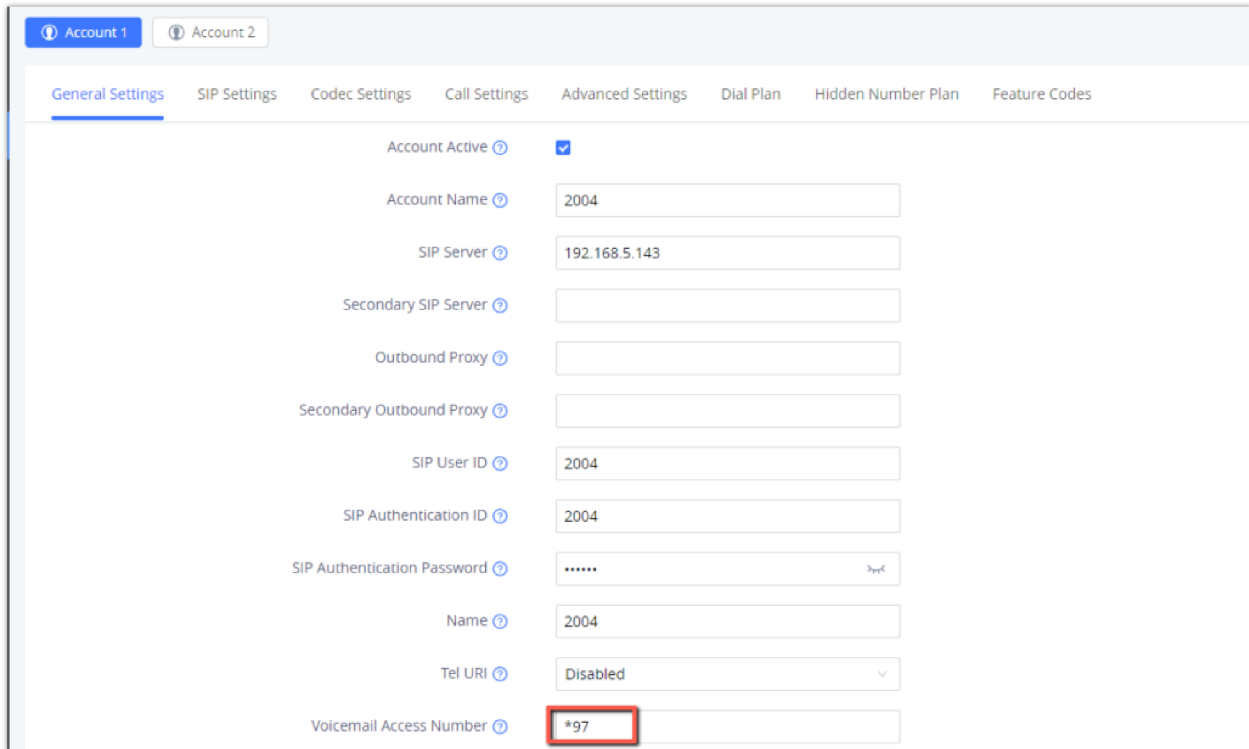 Account 1 Account 2
General Settings SIP Settings Codec Settings Call Settings Advanced Settings Dial Plan Hidden Number Plan Feature Codes
Account Active ?
Account Name ? 2004
SIP Server ? 192.168.5.143
Secondary SIP Server ?
Outbound Proxy ?
Secondary Outbound Proxy ?
SIP User ID ? 2004
SIP Authentication ID ? 2004
SIP Authentication Password ? ••••••
Name ? 2004
Tel URI ? Disabled
Voicemail Access Number ? *97